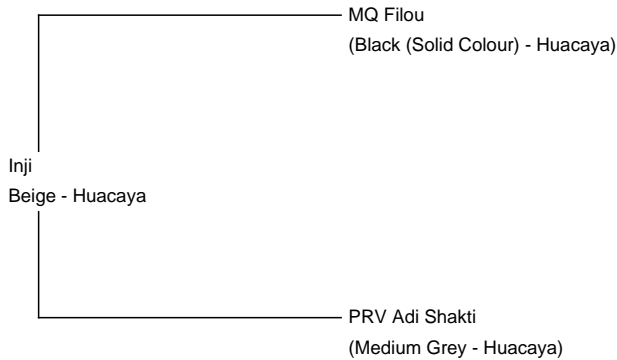 MQ Filou
(Black (Solid Colour) - Huacaya)
Inji
Beige - Huacaya
PRV Adi Shakti
(Medium Grey - Huacaya)